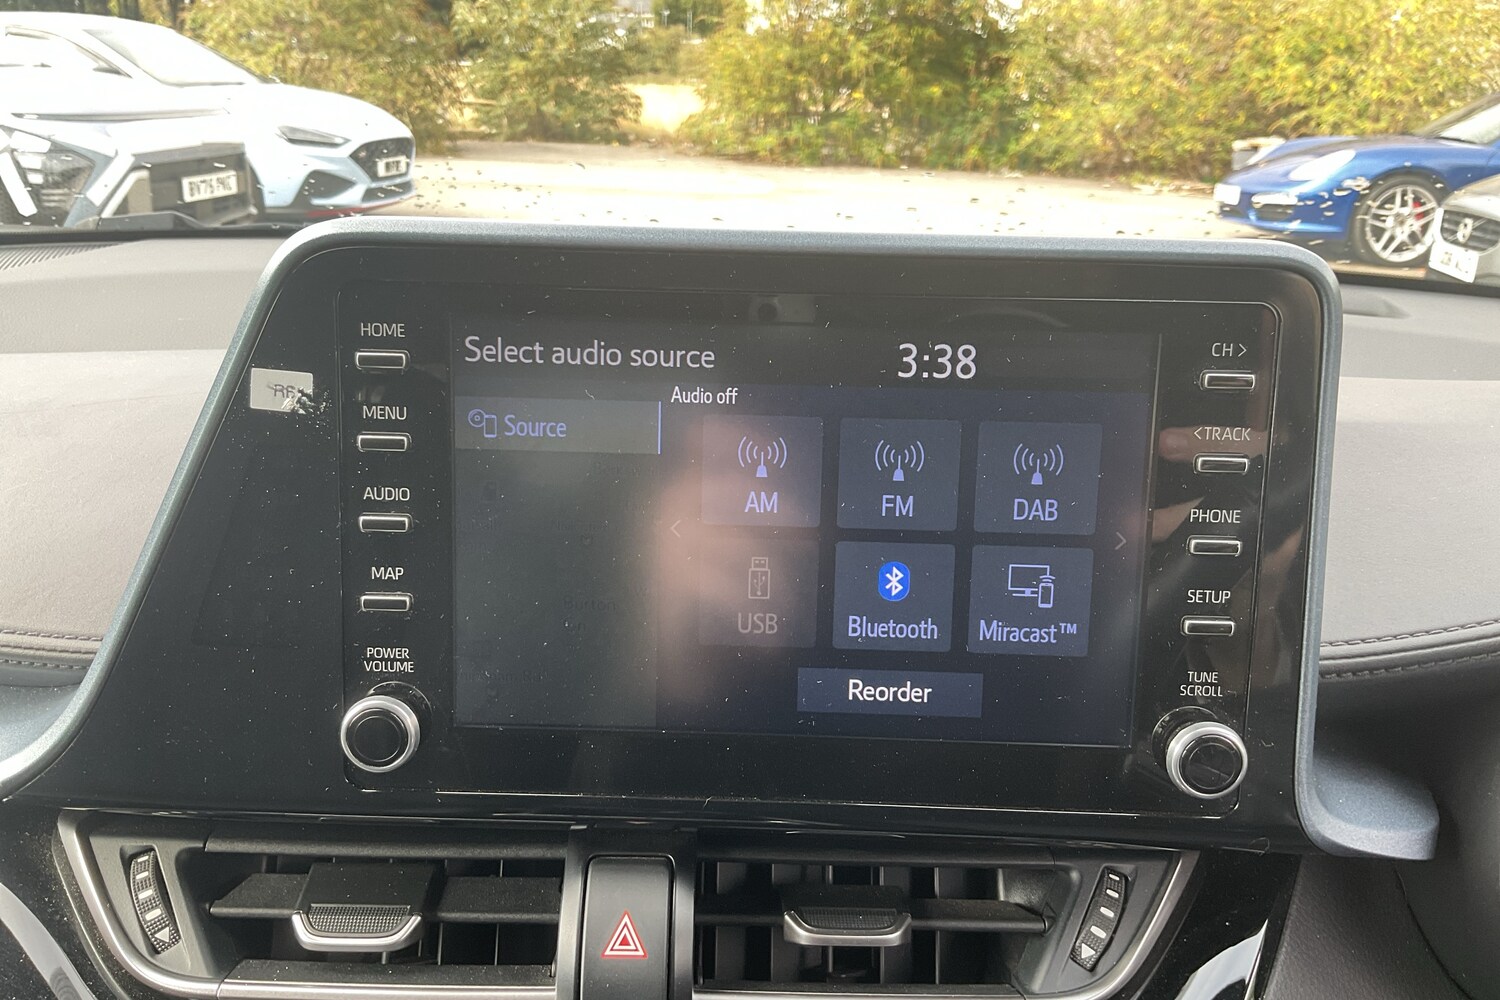 HOME
MENU
AUDIO
MAP
POWER
VOLUME
Select audio source
3:38
Audio off
Source
AM
FM
DAB
USB
Bluetooth
Miracast™
Reorder
CH >
<TRACK
PHONE
SETUP
TUNE
SCROLL